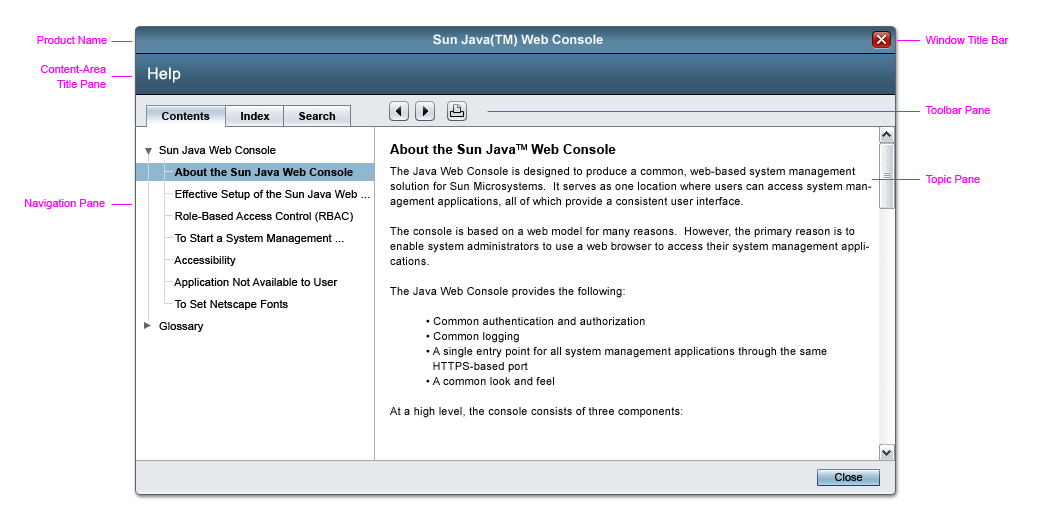 Product Name
Sun Java(TM) Web Console
Window Title Bar
Content-Area
Title Pane
Help
Contents
Index
Search
Toolbar Pane
Navigation Pane
Sun Java Web Console
About the Sun Java Web Console
Effective Setup of the Sun Java Web ...
Role-Based Access Control (RBAC)
To Start a System Management ...
Accessibility
Application Not Available to User
To Set Netscape Fonts
Glossary
About the Sun Java™ Web Console
The Java Web Console is designed to produce a common, web-based system management
solution for Sun Microsystems. It serves as one location where users can access system man-
agement applications, all of which provide a consistent user interface.
Topic Pane
The console is based on a web model for many reasons. However, the primary reason is to
enable system administrators to use a web browser to access their system management appli-
cations.
The Java Web Console provides the following:
• Common authentication and authorization
• Common logging
• A single entry point for all system management applications through the same
HTTPS-based port
• A common look and feel
At a high level, the console consists of three components:
Close